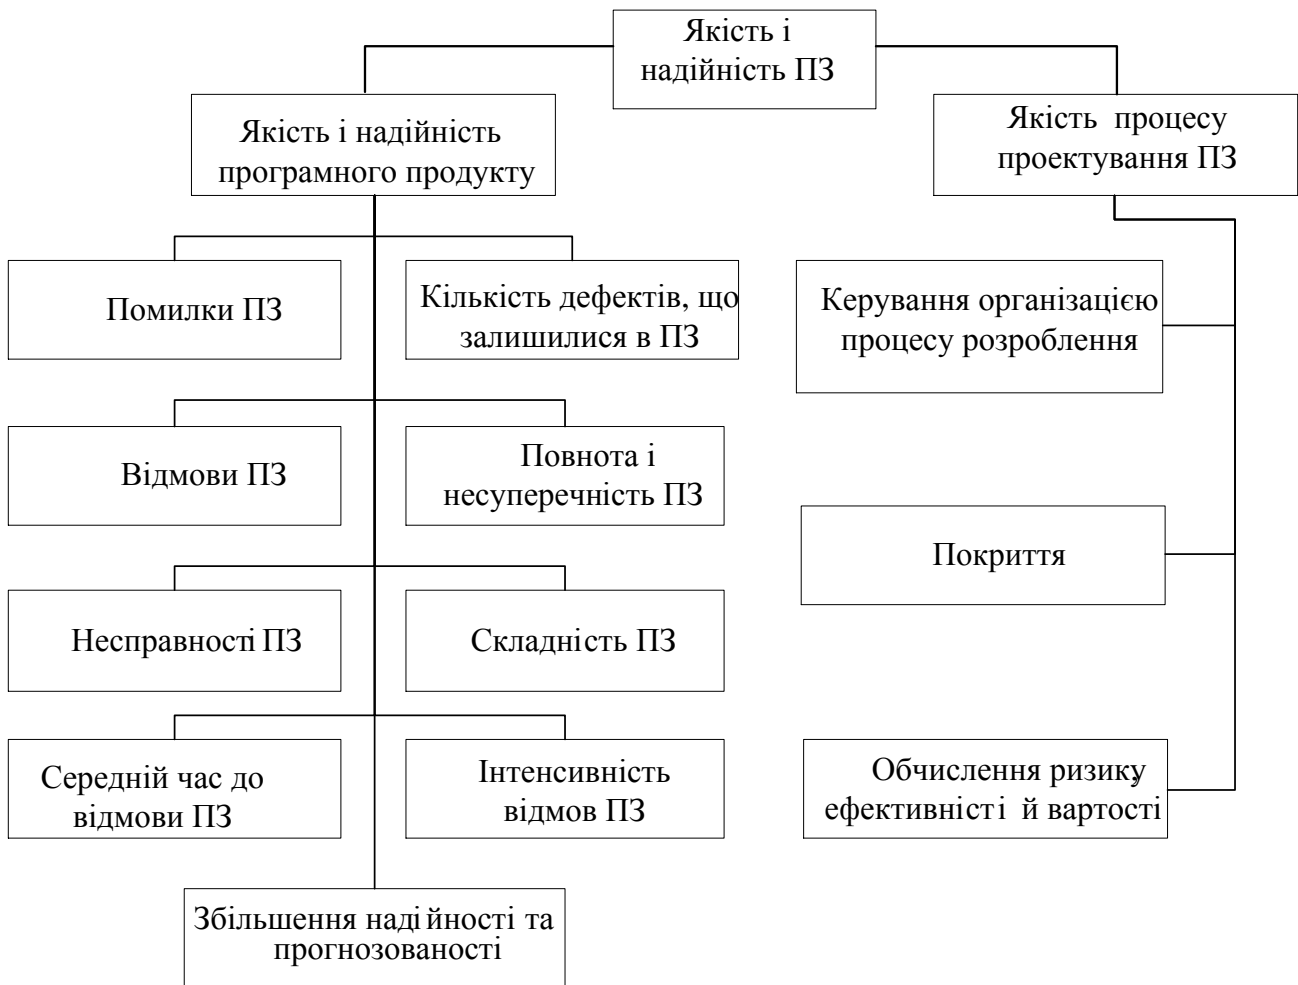 Якість і
надійність ПЗ
Якість і надійність
програмного продукту
Якість процесу
проектування ПЗ
Помилки ПЗ
Кількість дефектів, що
залишилися в ПЗ
Керування організацією
процесу розроблення
Відмови ПЗ
Повнота і
несуперечність ПЗ
Покриття
Несправності ПЗ
Складність ПЗ
Середній час до
відмови ПЗ
Інтенсивність
відмов ПЗ
Обчислення ризику,
ефективності й вартості
Збільшення надійності та
прогнозованості